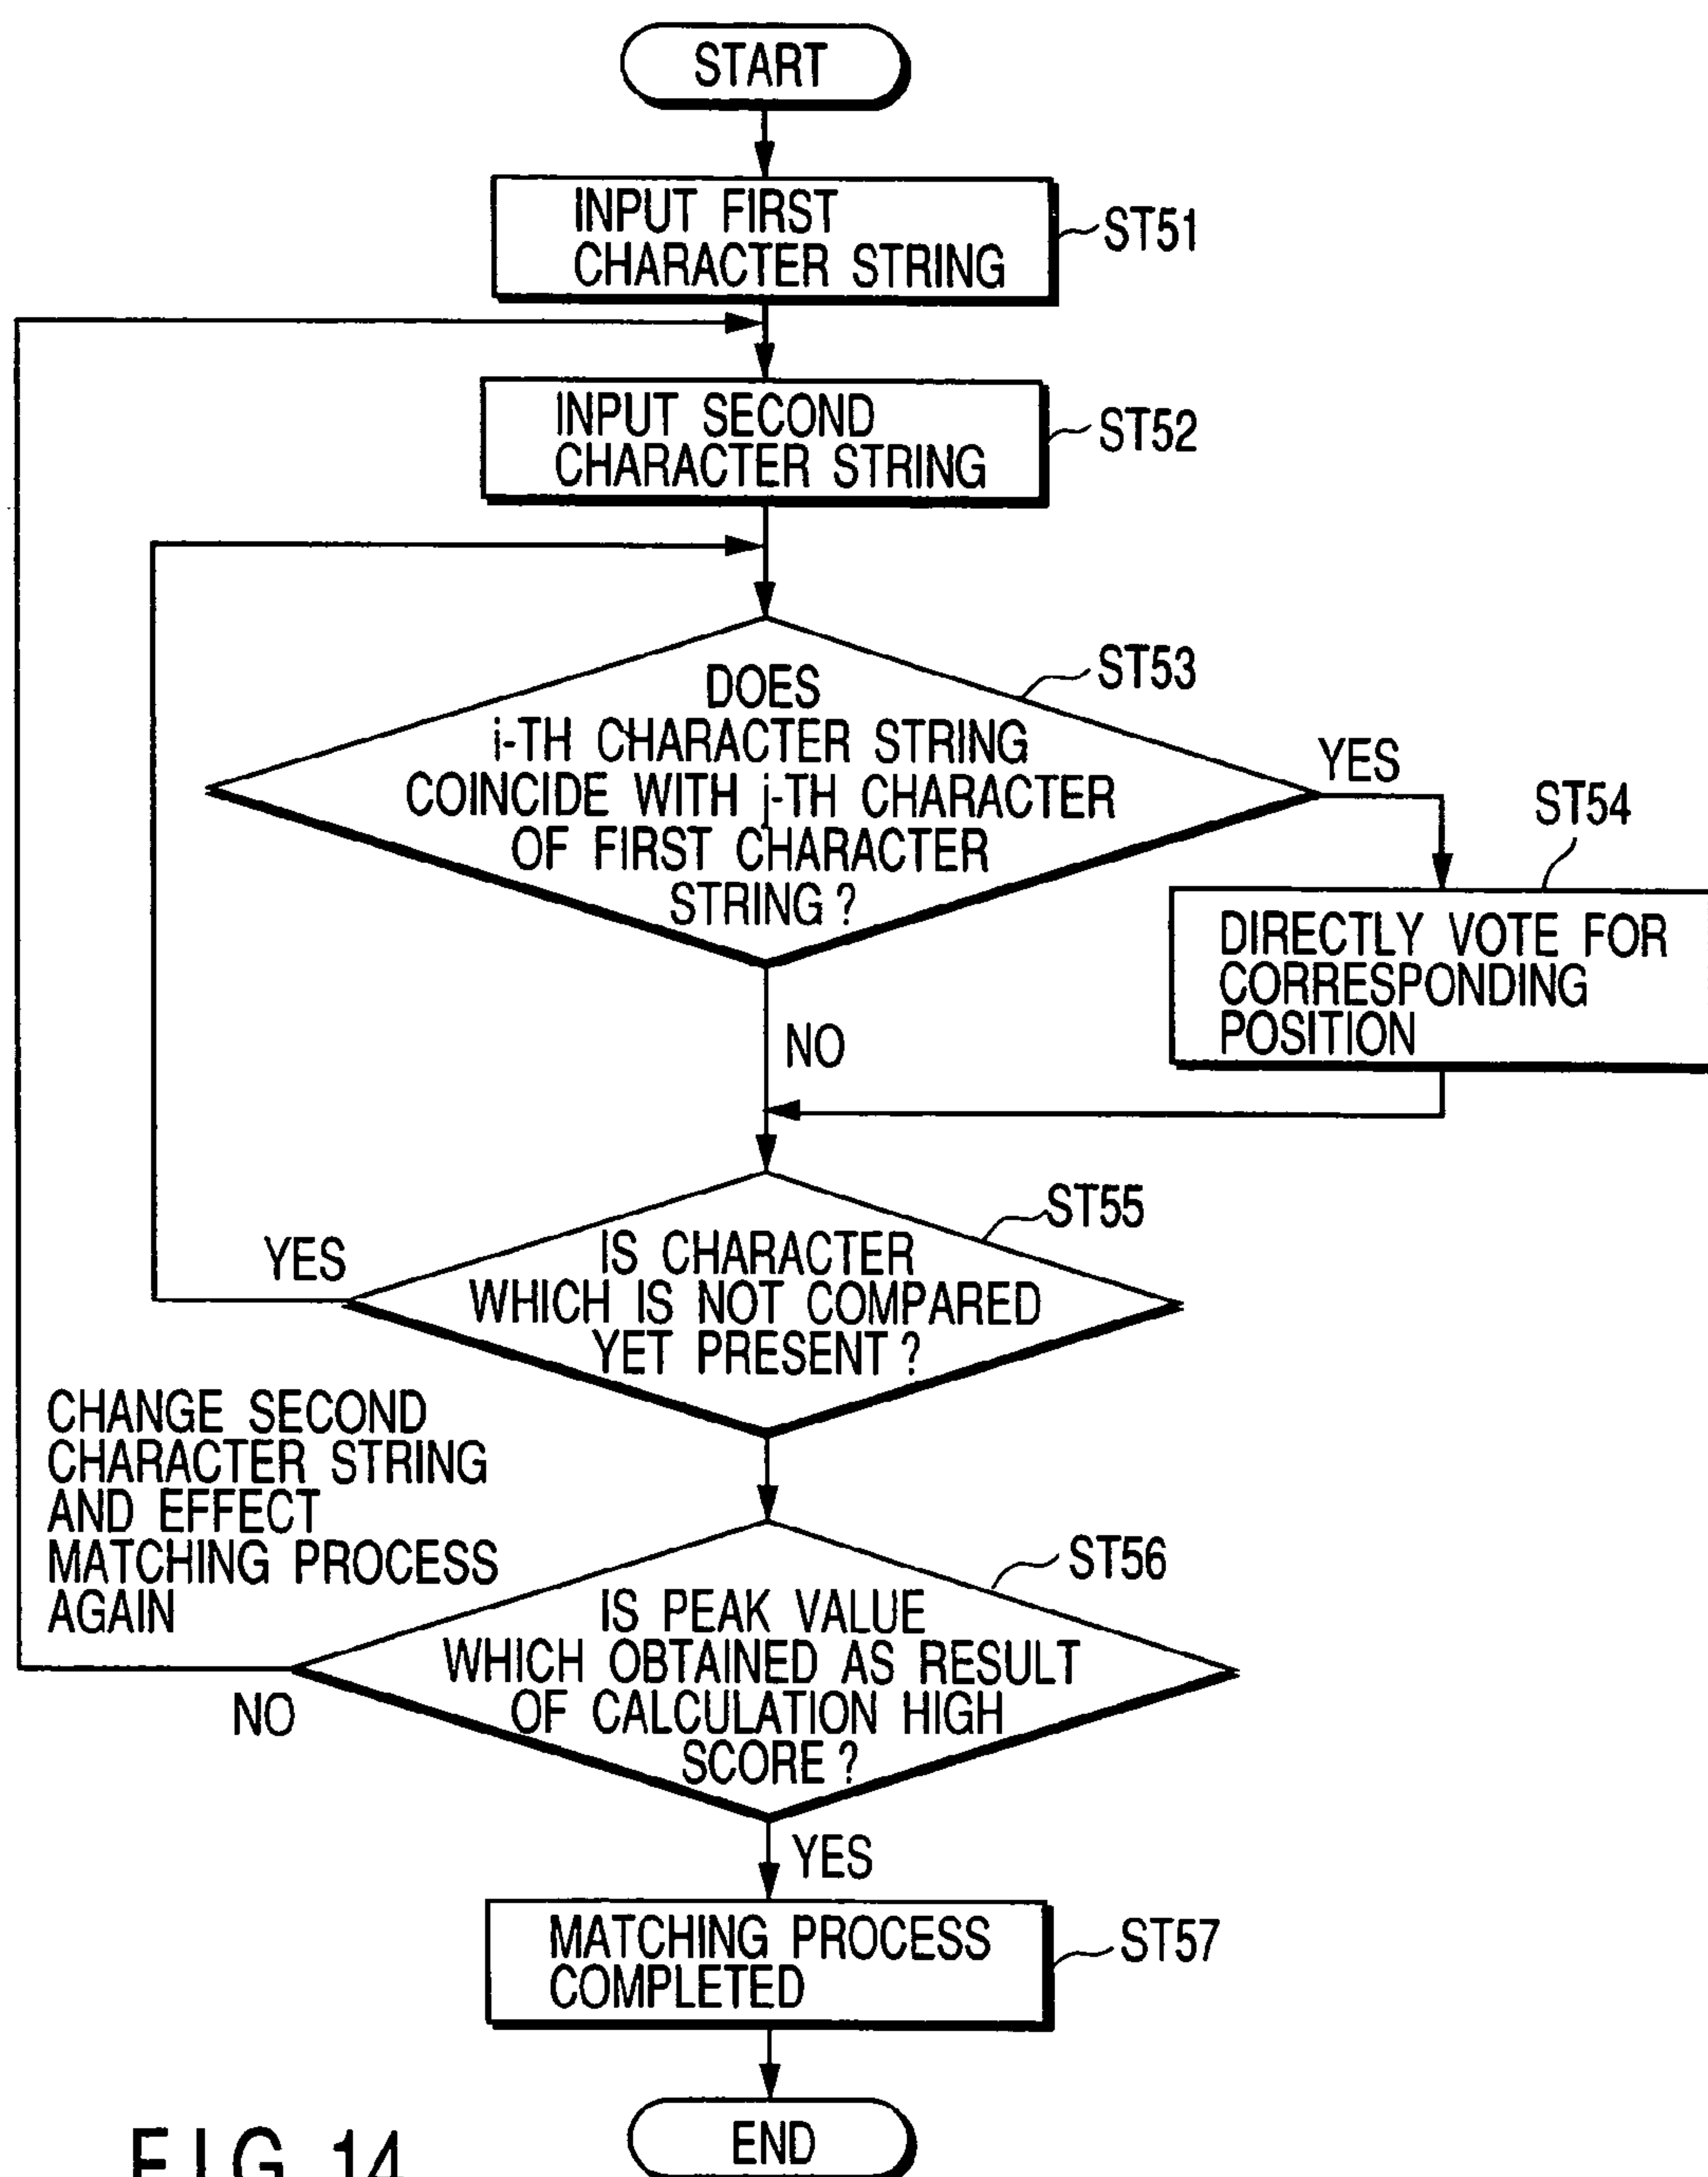 START
INPUT FIRST
CHARACTER STRING
ST51
INPUT SECOND
CHARACTER STRING
ST52
DOES
i-TH CHARACTER STRING
COINCIDE WITH j-TH CHARACTER
OF FIRST CHARACTER
STRING ?
ST53
YES
ST54
DIRECTLY VOTE FOR
CORRESPONDING
POSITION
NO
ST55
IS CHARACTER
WHICH IS NOT COMPARED
YET PRESENT ?
YES
CHANGE SECOND
CHARACTER STRING
AND EFFECT
MATCHING PROCESS
AGAIN
ST56
IS PEAK VALUE
WHICH OBTAINED AS RESULT
OF CALCULATION HIGH
SCORE ?
NO
YES
MATCHING PROCESS
COMPLETED
ST57
END
FIG. 14